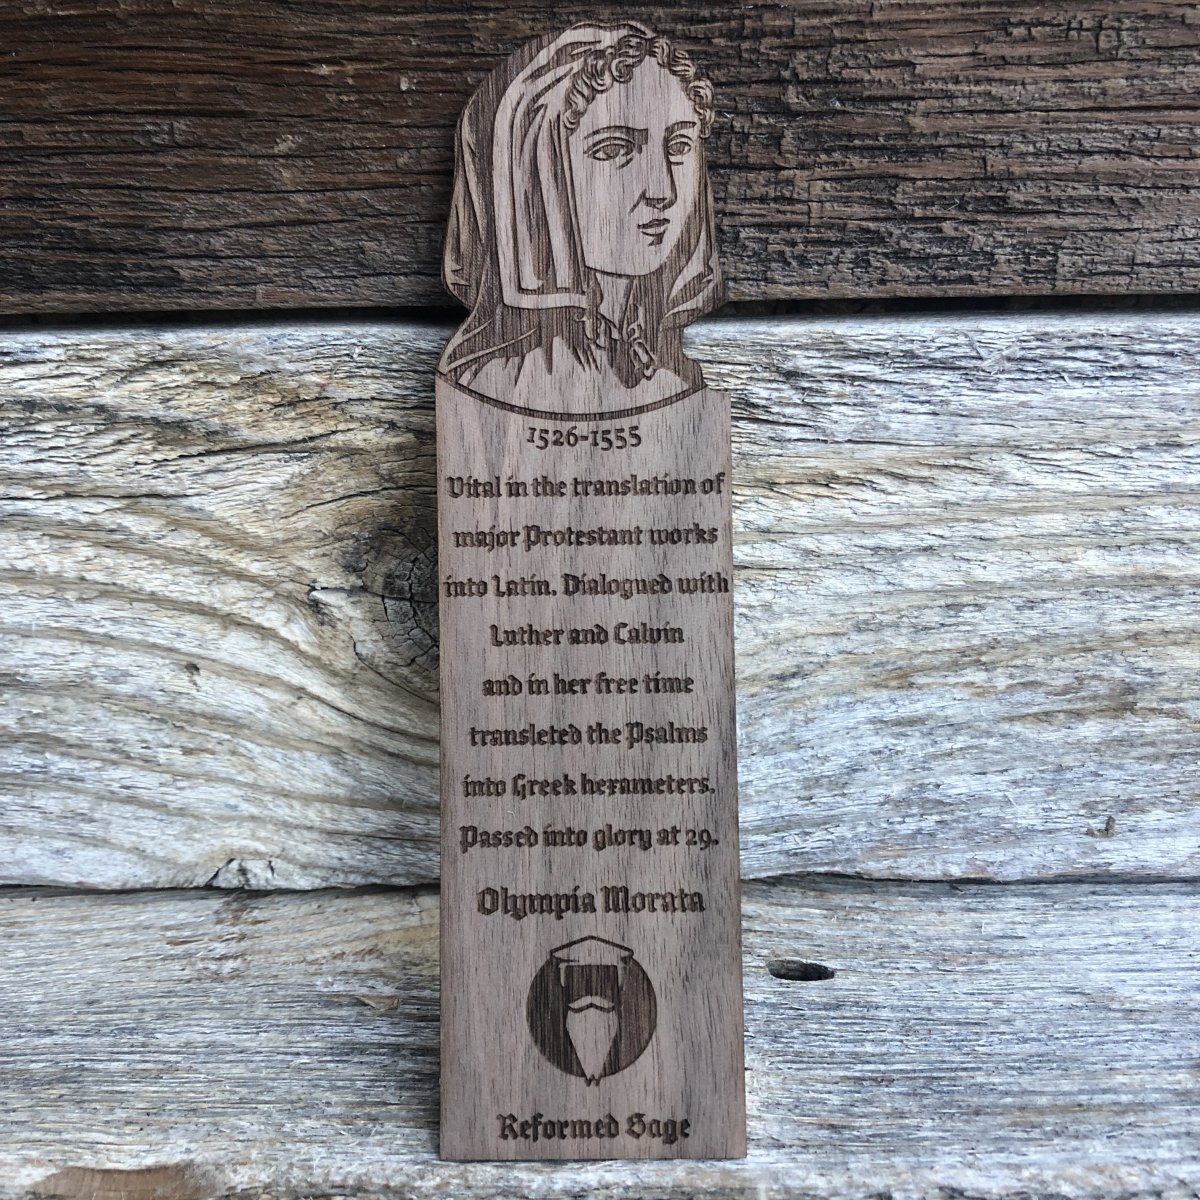 1526-1555
Vital in the translation of
major Protestant works
into Latin. Dialogued with
Luther and Calvin
and in her free time
transleted the Psalms
into Greek hexameters.
Passed into glory at 29.
Olympia Morata
Reformed Sage